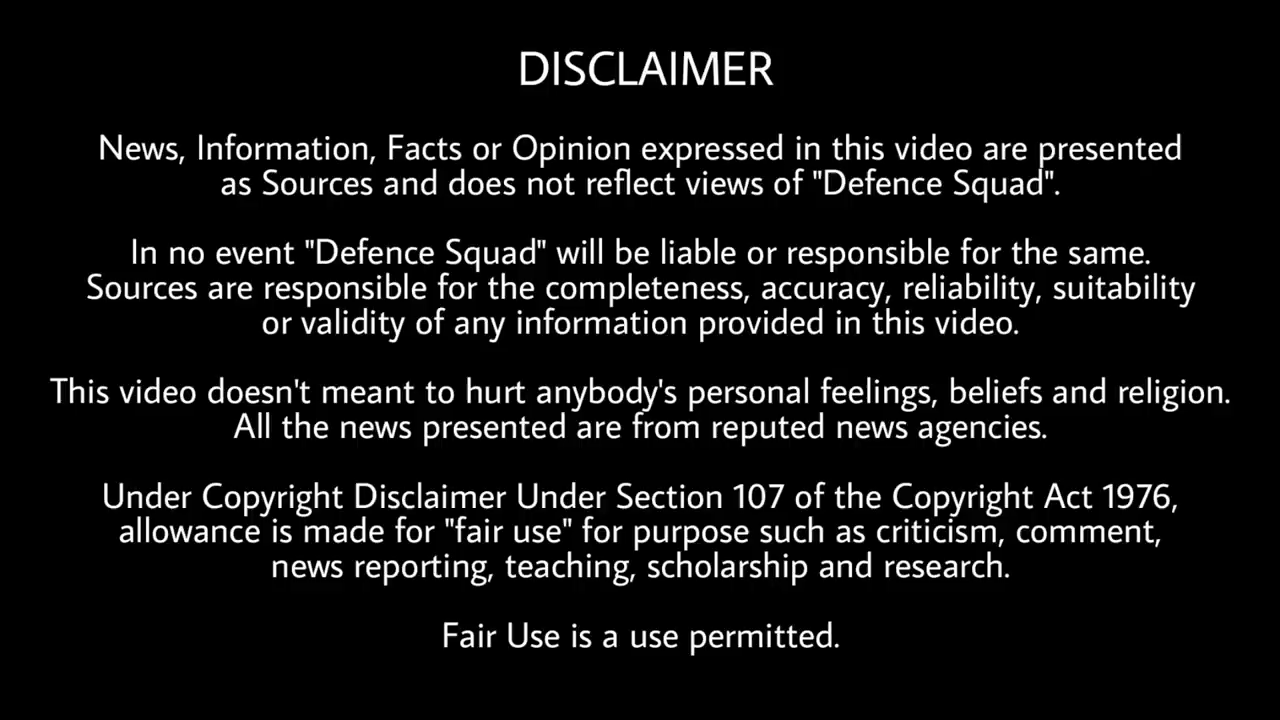 DISCLAIMER
News, Information, Facts or Opinion expressed in this video are presented
as Sources and does not reflect views of "Defence Squad".
In no event "Defence Squad" will be liable or responsible for the same.
Sources are responsible for the completeness, accuracy, reliability, suitability
or validity of any information provided in this video.
This video doesn't meant to hurt anybody's personal feelings, beliefs and religion.
All the news presented are from reputed news agencies.
Under Copyright Disclaimer Under Section 107 of the Copyright Act 1976,
allowance is made for "fair use" for purpose such as criticism, comment,
news reporting, teaching, scholarship and research.
Fair Use is a use permitted.